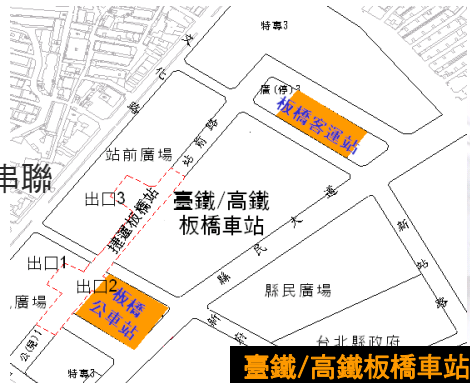 特專3
文化路
廣(停)3
板橋客運站
站前路
站前廣場
串聯
出口3
捷運板橋站
臺鐵/高鐵
板橋車站
縣民大道
新站路
出口1
出口2
縣民廣場
廣場
板橋
公車站
新府
公(兒)1
台北縣政府
特專3
臺鐵/高鐵板橋車站